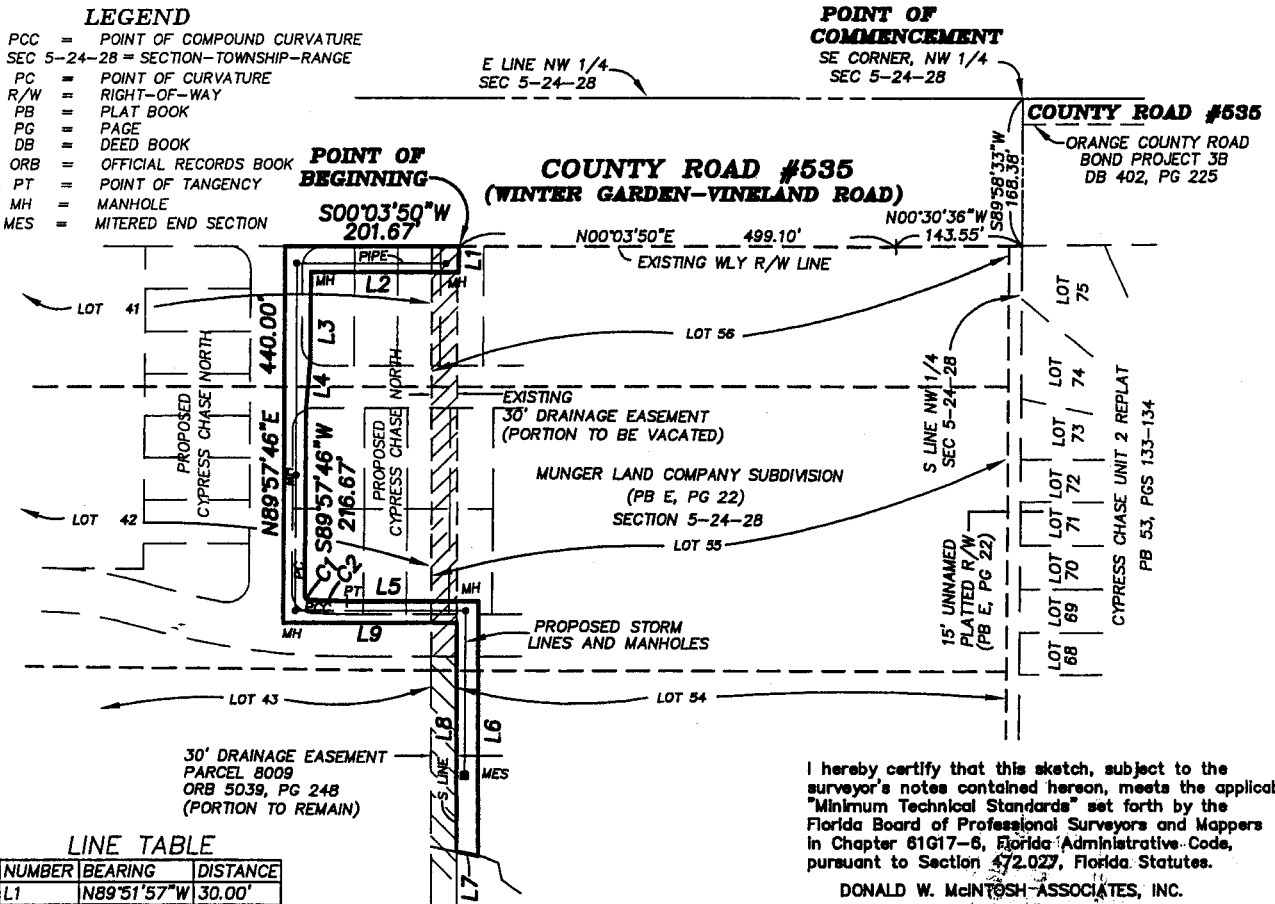 LEGEND
PCC = POINT OF COMPOUND CURVATURE
SEC 5-24-28 = SECTION-TOWNSHIP-RANGE
PC = POINT OF CURVATURE
R/W = RIGHT-OF-WAY
PB = PLAT BOOK
PG = PAGE
DB = DEED BOOK
ORB = OFFICIAL RECORDS BOOK
PT = POINT OF TANGENCY
MH = MANHOLE
MES = MITERED END SECTION
E LINE NW 1/4
SEC 5-24-28
POINT OF
COMMENCEMENT
SE CORNER, NW 1/4
SEC 5-24-28
COUNTY ROAD #535
ORANGE COUNTY ROAD
BOND PROJECT 3B
DB 402, PG 225
POINT OF
BEGINNING
COUNTY ROAD #535
(WINTER GARDEN-VINELAND ROAD)
S00°03'50"W
201.67'
N00°03'50"E 499.10'
N00°30'36"W
143.55'
S89°58'33"W
168.38'
EXISTING WLY R/W LINE
PIPE
L1
MH
L2
MH
L3
L4
LOT 41
LOT 56
N89°57'46"E 440.00'
PROPOSED
CYPRESS CHASE NORTH
S89°57'46"W
216.67'
PROPOSED
CYPRESS CHASE NORTH
EXISTING
30' DRAINAGE EASEMENT
(PORTION TO BE VACATED)
MUNGER LAND COMPANY SUBDIVISION
(PB E, PG 22)
SECTION 5-24-28
LOT 42
LOT 55
S LINE NW 1/4
SEC 5-24-28
15' UNNAMED
PLATTED R/W
(PB E, PG 22)
LOT 75
LOT 74
LOT 73
LOT 72
LOT 71
LOT 70
LOT 69
LOT 68
CYPRESS CHASE UNIT 2 REPLAT
PB 53, PGS 133-134
MH
PC
C1
C2
PCC
PT
L5
MH
MH
L9
PROPOSED STORM
LINES AND MANHOLES
LOT 43
LOT 54
L8
L6
S LINE
MES
L7
30' DRAINAGE EASEMENT
PARCEL 8009
ORB 5039, PG 248
(PORTION TO REMAIN)
LINE TABLE
NUMBER BEARING DISTANCE
L1 N89°51'57"W 30.00'
I hereby certify that this sketch, subject to the
surveyor's notes contained hereon, meets the applicab
"Minimum Technical Standards" set forth by the
Florida Board of Professional Surveyors and Mappers
in Chapter 61G17-6, Florida Administrative Code,
pursuant to Section 472.027, Florida Statutes.
DONALD W. McINTOSH ASSOCIATES, INC.